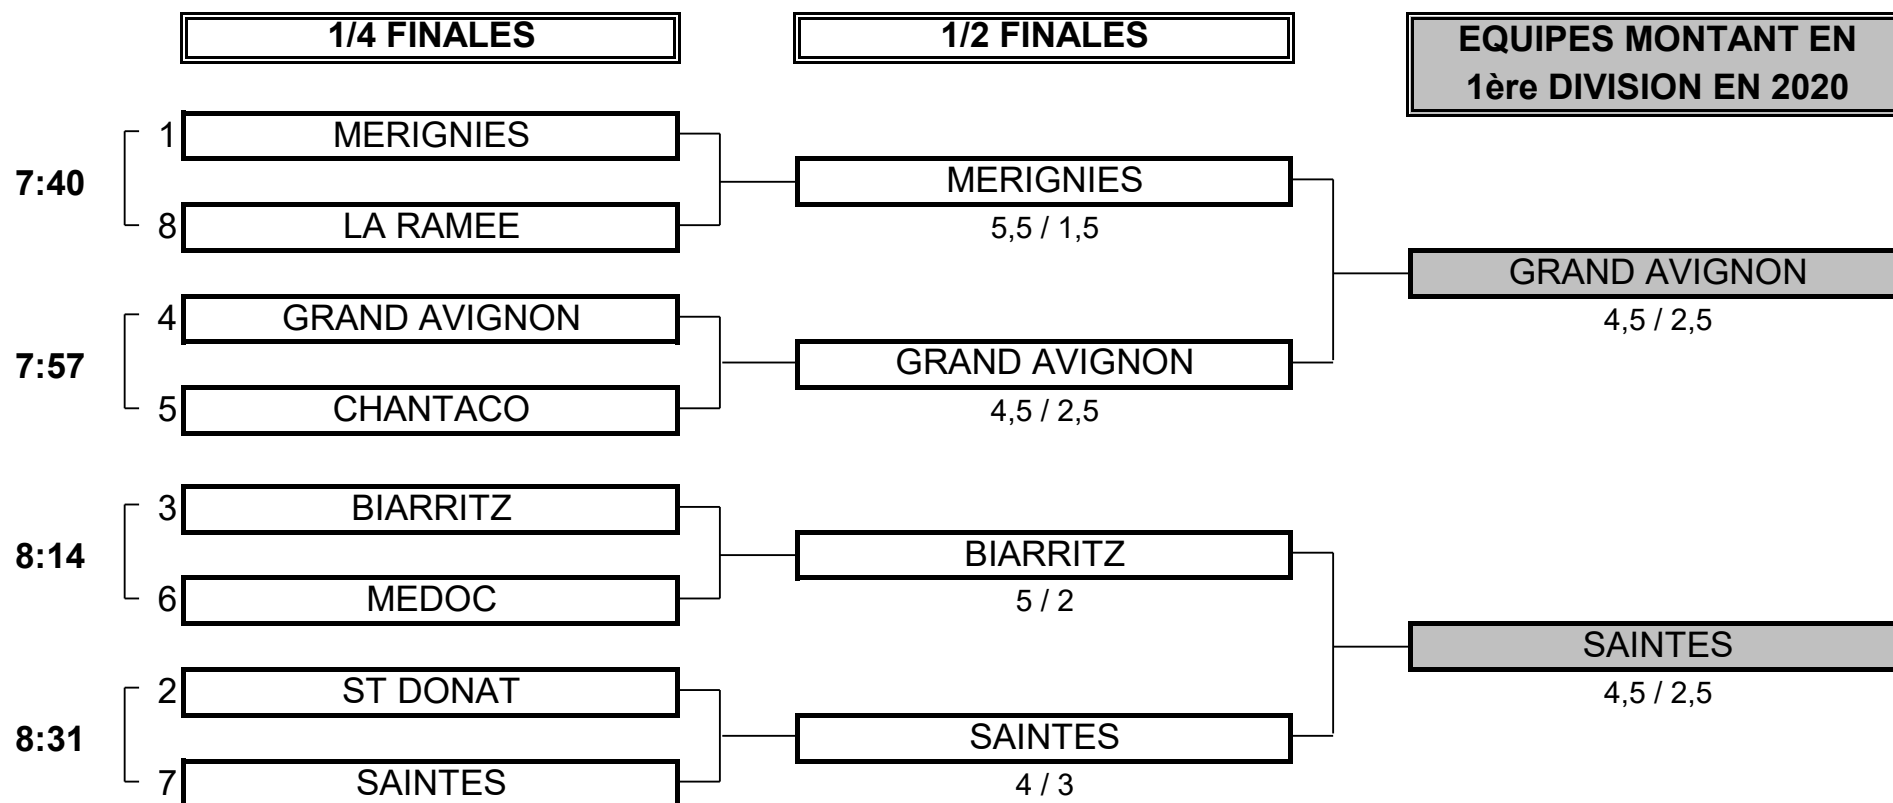 1/4 FINALES
1/2 FINALES
EQUIPES MONTANT EN
1ère DIVISION EN 2020
7:40
1 MERIGNIES
8 LA RAMEE
MERIGNIES
5,5 / 1,5
7:57
4 GRAND AVIGNON
5 CHANTACO
GRAND AVIGNON
4,5 / 2,5
GRAND AVIGNON
4,5 / 2,5
8:14
3 BIARRITZ
6 MEDOC
BIARRITZ
5 / 2
8:31
2 ST DONAT
7 SAINTES
SAINTES
4 / 3
SAINTES
4,5 / 2,5